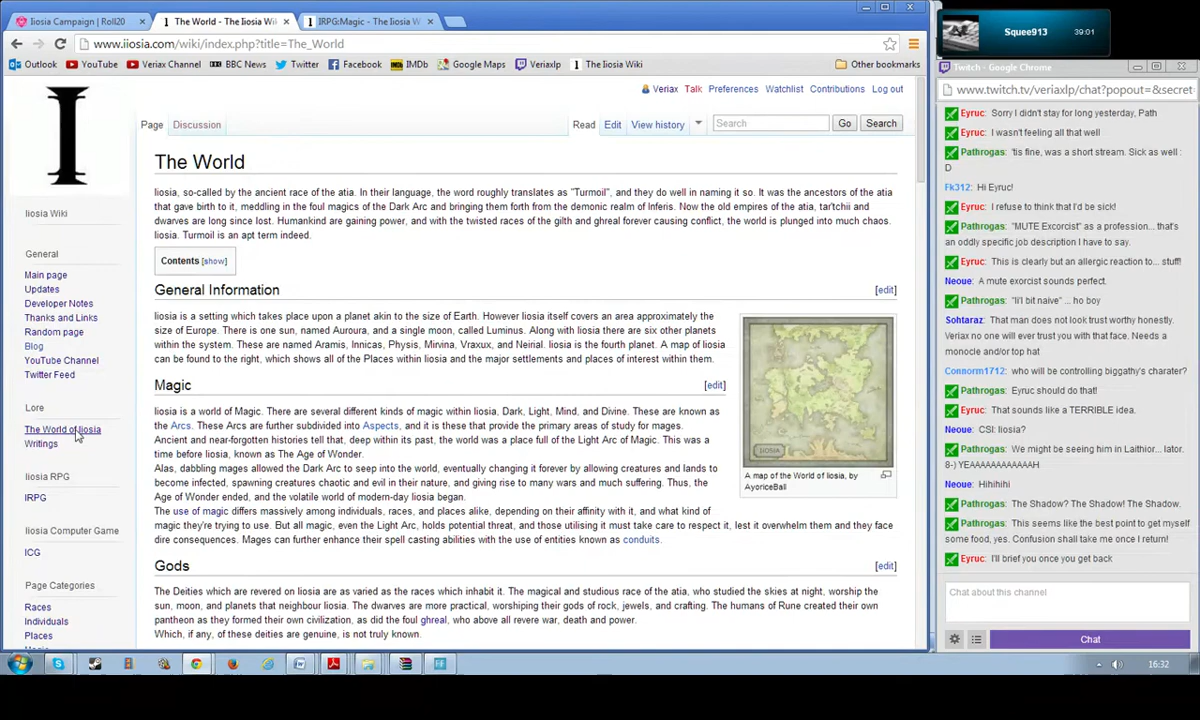 Iiosia Campaign | Roll20
The World - The Iiosia Wi
IRPG:Magic - The Iiosia W
www.iiosia.com/wiki/index.php?title=The_World
Outlook
YouTube
Veriax Channel
BBC News
Twitter
Facebook
IMDb
Google Maps
Veriaxlp
The Iiosia Wiki
Other bookmarks
Veriax Talk Preferences Watchlist Contributions Log out
Page Discussion
Read Edit View history
Search
Go
Search
I
Iiosia Wiki
General
Main page
Updates
Developer Notes
Thanks and Links
Random page
Blog
YouTube Channel
Twitter Feed
Lore
The World of Iiosia
Writings
Iiosia RPG
IRPG
Iiosia Computer Game
ICG
Page Categories
Races
Individuals
Places
The World
Iiosia, so-called by the ancient race of the atia. In their language, the word roughly translates as "Turmoil", and they do well in naming it so. It was the ancestors of the atia
that gave birth to it, meddling in the foul magics of the Dark Arc and bringing them forth from the demonic realm of Inferis. Now the old empires of the atia, tar'tchii and
dwarves are long since lost. Humankind are gaining power, and with the twisted races of the gilth and ghreal forever causing conflict, the world is plunged into much chaos.
Iiosia. Turmoil is an apt term indeed.
Contents [show]
General Information
[edit]
Iiosia is a setting which takes place upon a planet akin to the size of Earth. However Iiosia itself covers an area approximately the
size of Europe. There is one sun, named Auroura, and a single moon, called Luminus. Along with Iiosia there are six other planets
within the system. These are named Aramis, Innicas, Physis, Mirvina, Vraxux, and Neirial. Iiosia is the fourth planet. A map of Iiosia
can be found to the right, which shows all of the Places within Iiosia and the major settlements and places of interest within them.
IIOSIA
A map of the World of Iiosia, by
AyoriceBall
Magic
[edit]
Iiosia is a world of Magic. There are several different kinds of magic within Iiosia, Dark, Light, Mind, and Divine. These are known as
the Arcs. These Arcs are further subdivided into Aspects, and it is these that provide the primary areas of study for mages.
Ancient and near-forgotten histories tell that, deep within its past, the world was a place full of the Light Arc of Magic. This was a
time before Iiosia, known as The Age of Wonder.
Alas, dabbling mages allowed the Dark Arc to seep into the world, eventually changing it forever by allowing creatures and lands to
become infected, spawning creatures chaotic and evil in their nature, and giving rise to many wars and much suffering. Thus, the
Age of Wonder ended, and the volatile world of modern-day Iiosia began.
The use of magic differs massively among individuals, races, and places alike, depending on their affinity with it, and what kind of
magic they're trying to use. But all magic, even the Light Arc, holds potential threat, and those utilising it must take care to respect it, lest it overwhelm them and they face
dire consequences. Mages can further enhance their spell casting abilities with the use of entities known as conduits.
Gods
[edit]
The Deities which are revered on Iiosia are as varied as the races which inhabit it. The magical and studious race of the atia, who studied the skies at night, worship the
sun, moon, and planets that neighbour Iiosia. The dwarves are more practical, worshiping their gods of rock, jewels, and crafting. The humans of Rune created their own
pantheon as they formed their own civilization, as did the foul ghreal, who above all revere war, death and power.
Which, if any, of these deities are genuine, is not truly known.
Squee913
39:01
Twitch - Google Chrome
www.twitch.tv/veriaxlp/chat?popout=&secret
Eyruc: Sorry I didn't stay for long yesterday, Path
Eyruc: I wasn't feeling all that well
Pathrogas: 'tis fine, was a short stream. Sick as well :
D
Fk312: Hi Eyruc!
Eyruc: I refuse to think that I'd be sick!
Pathrogas: "MUTE Exorcist" as a profession... that's
an oddly specific job description I have to say.
Eyruc: This is clearly but an allergic reaction to... stuff!
Neoue: A mute exorcist sounds perfect.
Pathrogas: "li'l bit naive" ... ho boy
Sohtaraz: That man does not look trust worthy honestly.
Veriax no one will ever trust you with that face. Needs a
monocle and/or top hat
Connorm1712: who will be controlling biggathy's charater?
Pathrogas: Eyruc should do that!
Eyruc: That sounds like a TERRIBLE idea.
Neoue: CSI: Iiosia?
Pathrogas: We might be seeing him in Laithior... lator.
8-) YEAAAAAAAAAAAH
Neoue: Hihihihi
Pathrogas: The Shadow? The Shadow! The Shadow.
Pathrogas: This seems like the best point to get myself
some food, yes. Confusion shall take me once I return!
Eyruc: I'll brief you once you get back
Chat about this channel
Chat
16:32